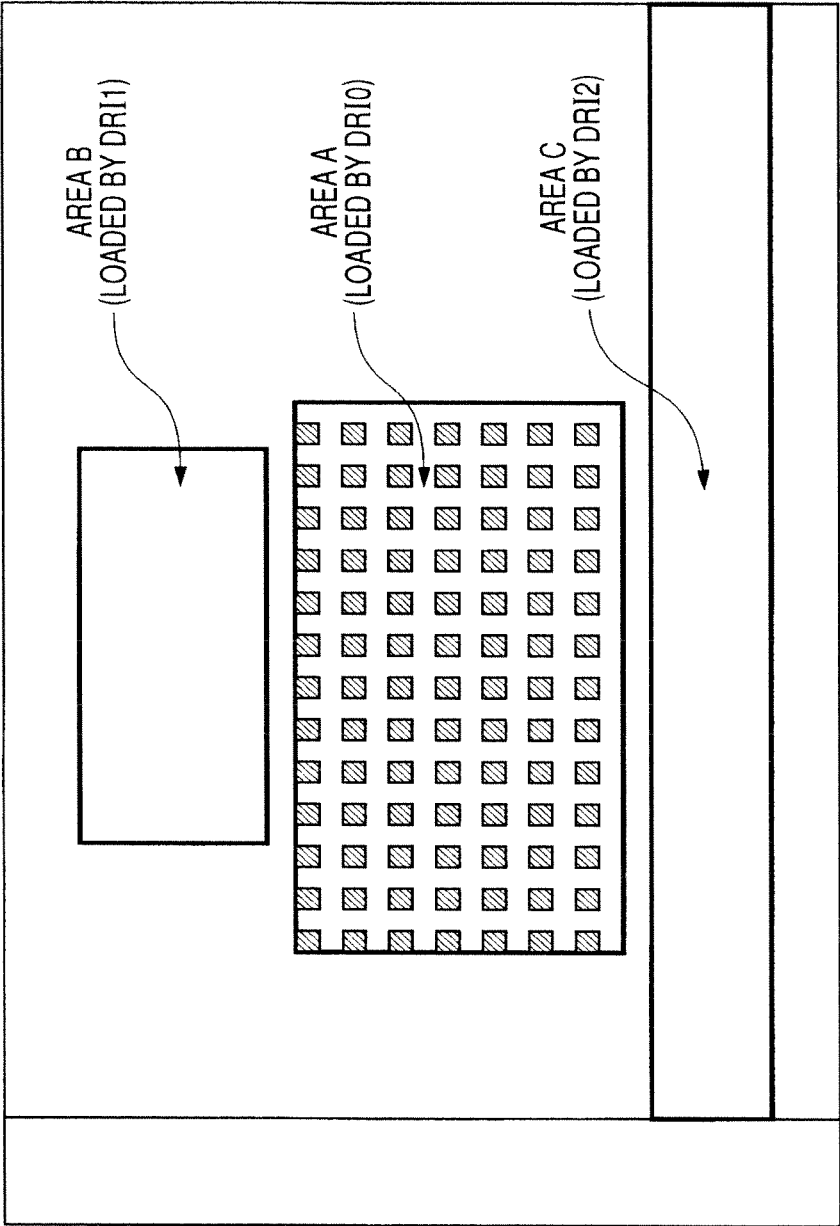 AREA B
(LOADED BY DRI1)
AREA A
(LOADED BY DRI0)
AREA C
(LOADED BY DRI2)